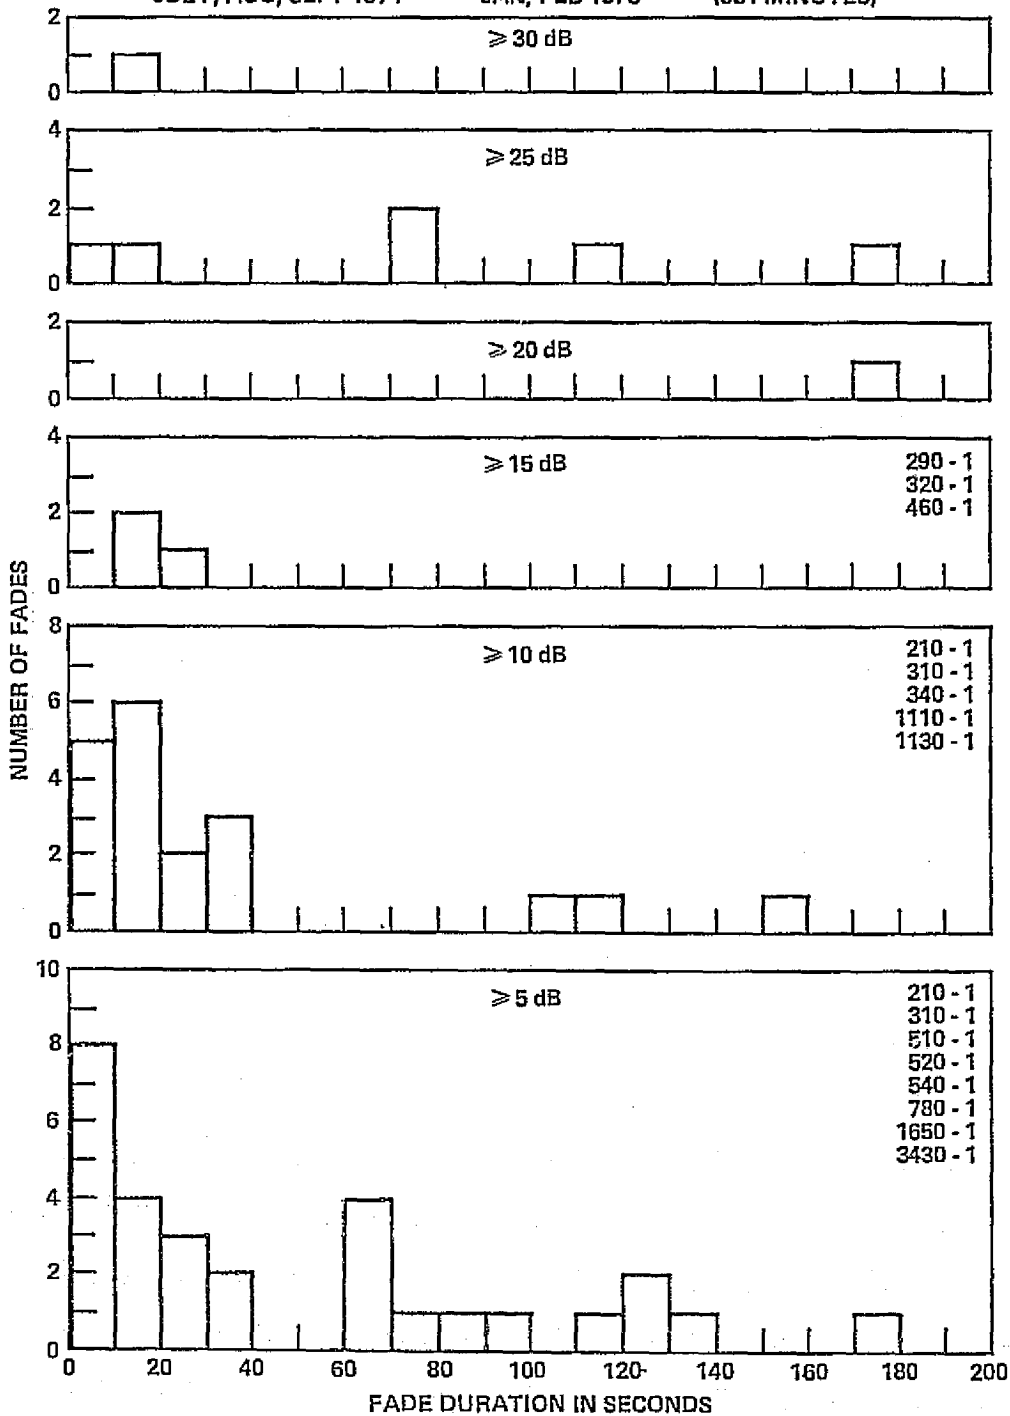 ≥ 30 dB
2
0
≥ 25 dB
4
2
0
≥ 20 dB
2
0
≥ 15 dB
4
2
0
290 - 1
320 - 1
460 - 1
≥ 10 dB
8
6
4
2
0
210 - 1
310 - 1
340 - 1
1110 - 1
1130 - 1
≥ 5 dB
10
8
6
4
2
0
210 - 1
310 - 1
510 - 1
520 - 1
540 - 1
780 - 1
1650 - 1
3430 - 1
NUMBER OF FADES
0 20 40 60 80 100 120 140 160 180 200
FADE DURATION IN SECONDS